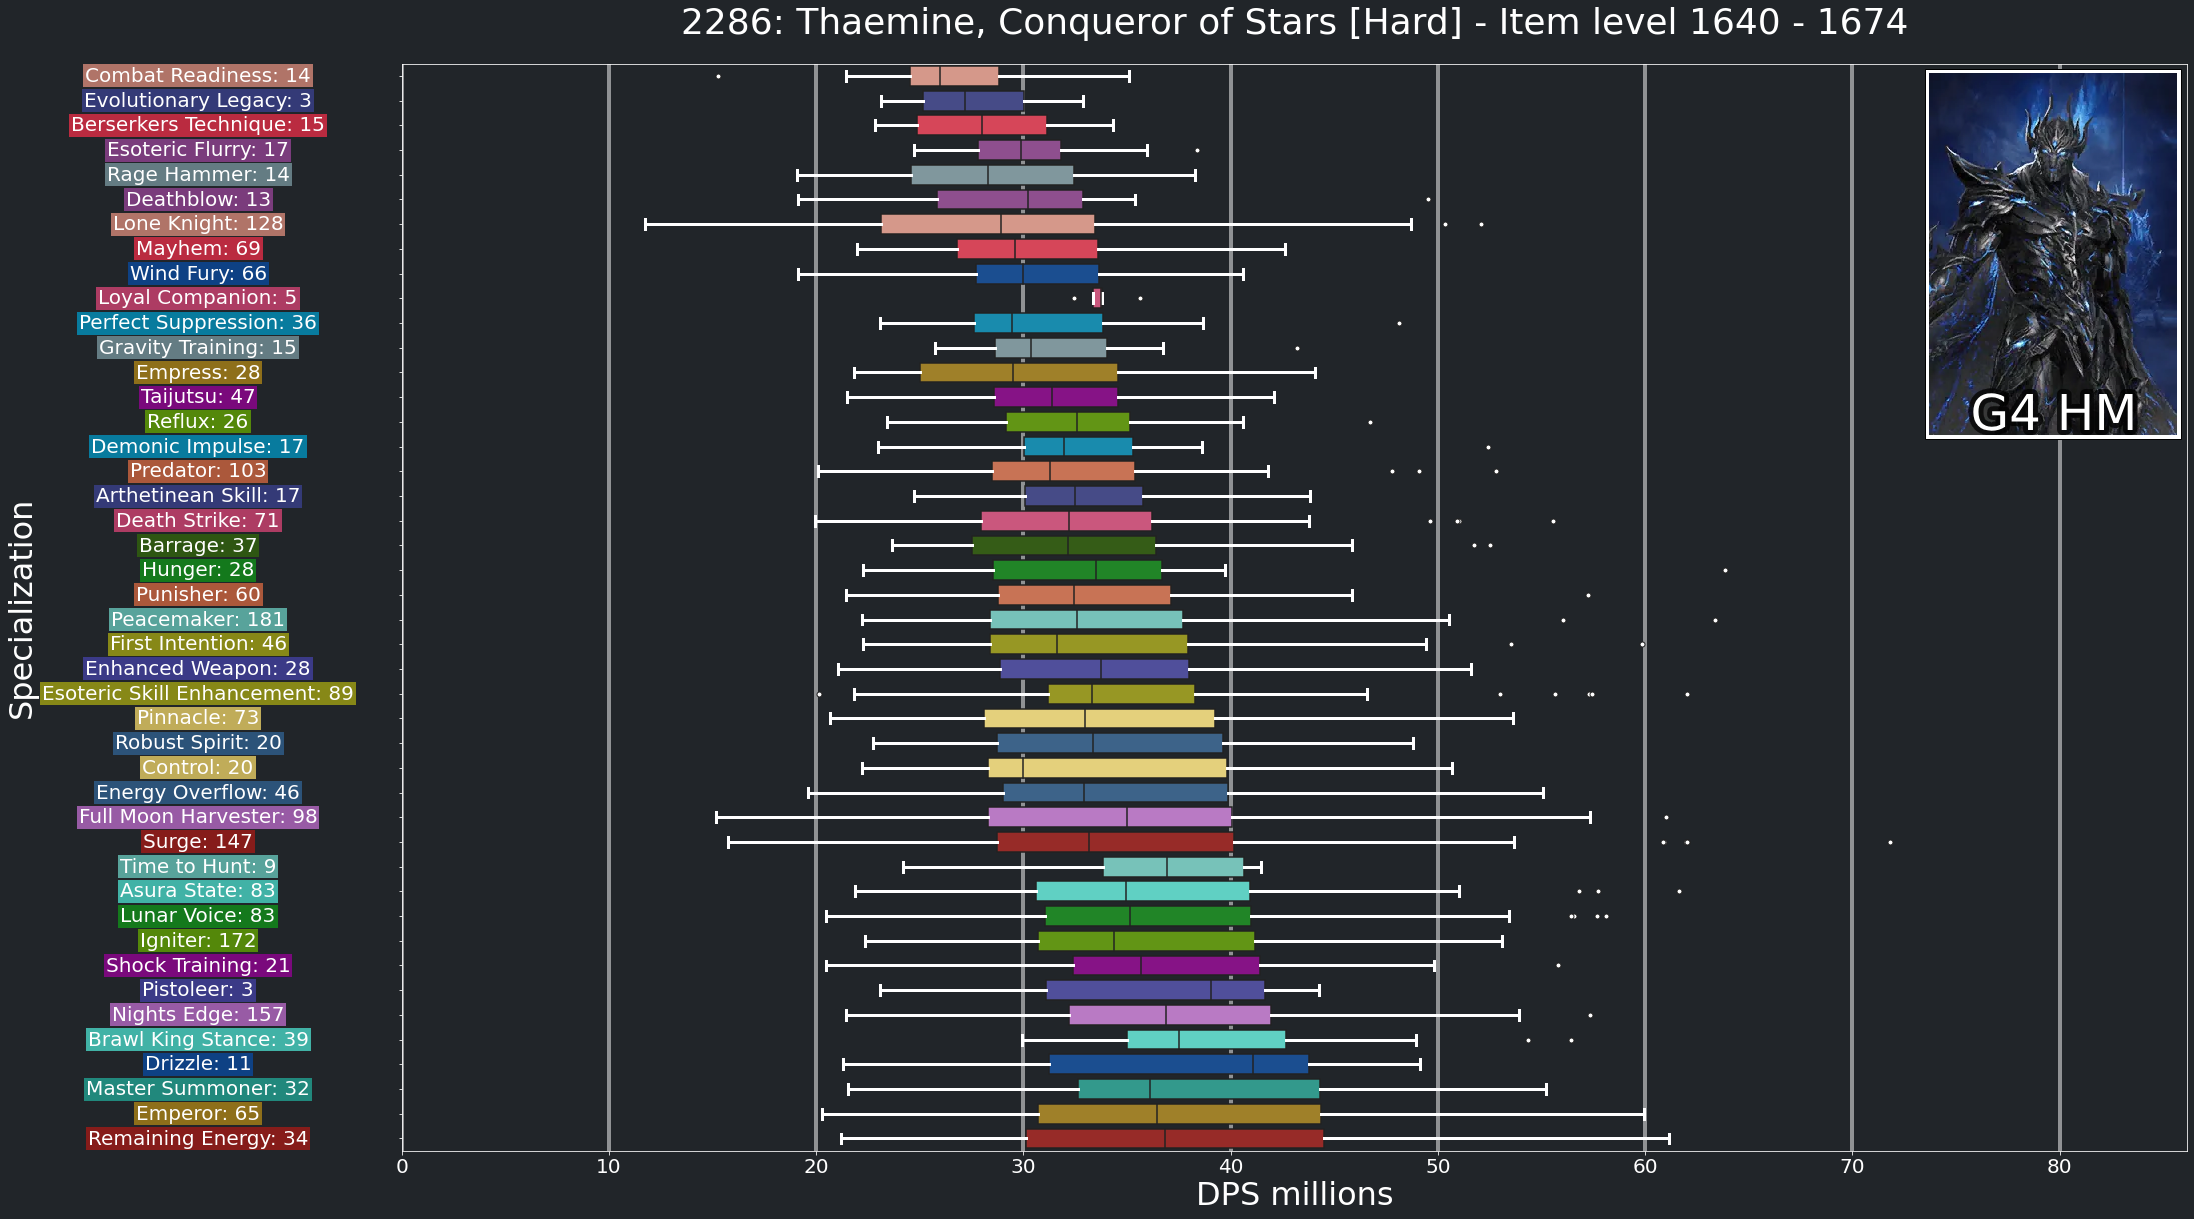 2286: Thaemine, Conqueror of Stars [Hard] - Item level 1640 - 1674
Combat Readiness: 14
Evolutionary Legacy: 3
Berserkers Technique: 15
Esoteric Flurry: 17
Rage Hammer: 14
Deathblow: 13
Lone Knight: 128
Mayhem: 69
Wind Fury: 66
Loyal Companion: 5
Perfect Suppression: 36
Gravity Training: 15
Empress: 28
Taijutsu: 47
Reflux: 26
Demonic Impulse: 17
Predator: 103
Arthetinean Skill: 17
Death Strike: 71
Barrage: 37
Hunger: 28
Punisher: 60
Peacemaker: 181
First Intention: 46
Enhanced Weapon: 28
Esoteric Skill Enhancement: 89
Pinnacle: 73
Robust Spirit: 20
Control: 20
Energy Overflow: 46
Full Moon Harvester: 98
Surge: 147
Time to Hunt: 9
Asura State: 83
Lunar Voice: 83
Igniter: 172
Shock Training: 21
Pistoleer: 3
Nights Edge: 157
Brawl King Stance: 39
Drizzle: 11
Master Summoner: 32
Emperor: 65
Remaining Energy: 34
Specialization
G4 HM
0 10 20 30 40 50 60 70 80
DPS millions